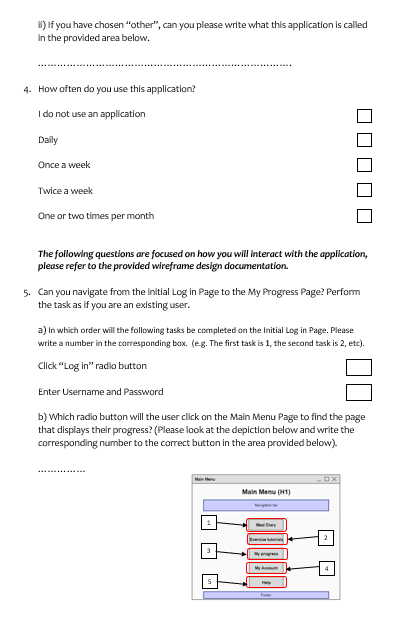 ii) If you have chosen “other”, can you please write what this application is called
in the provided area below.
……………………………………………………………………….
4. How often do you use this application?
I do not use an application
Daily
Once a week
Twice a week
One or two times per month
The following questions are focused on how you will interact with the application,
please refer to the provided wireframe design documentation.
5. Can you navigate from the initial Log in Page to the My Progress Page? Perform
the task as if you are an existing user.
a) In which order will the following tasks be completed on the Initial Log in Page. Please
write a number in the corresponding box. (e.g. The first task is 1, the second task is 2, etc).
Click “Log in” radio button
Enter Username and Password
b) Which radio button will the user click on the Main Menu Page to find the page
that displays their progress? (Please look at the depiction below and write the
corresponding number to the correct button in the area provided below).
……………
Main Menu
Main Menu (H1)
Navigation bar
1
Meal Diary
Exercise tutorials
2
3
My progress
My Account
4
5
Help
Footer